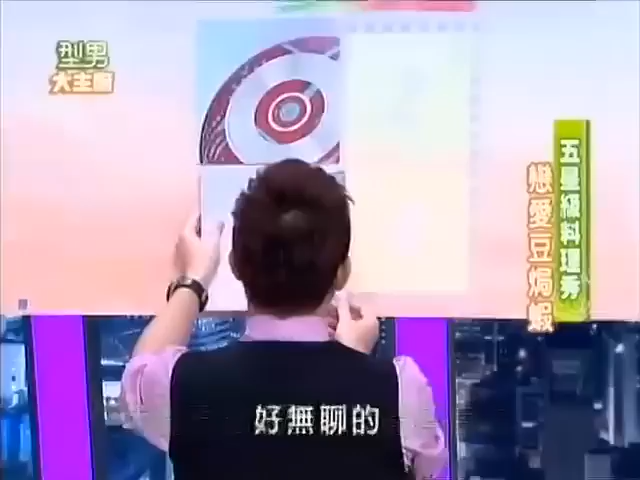 型男
大主廚
五星級料理秀
戀愛豆焗蝦
好無聊的